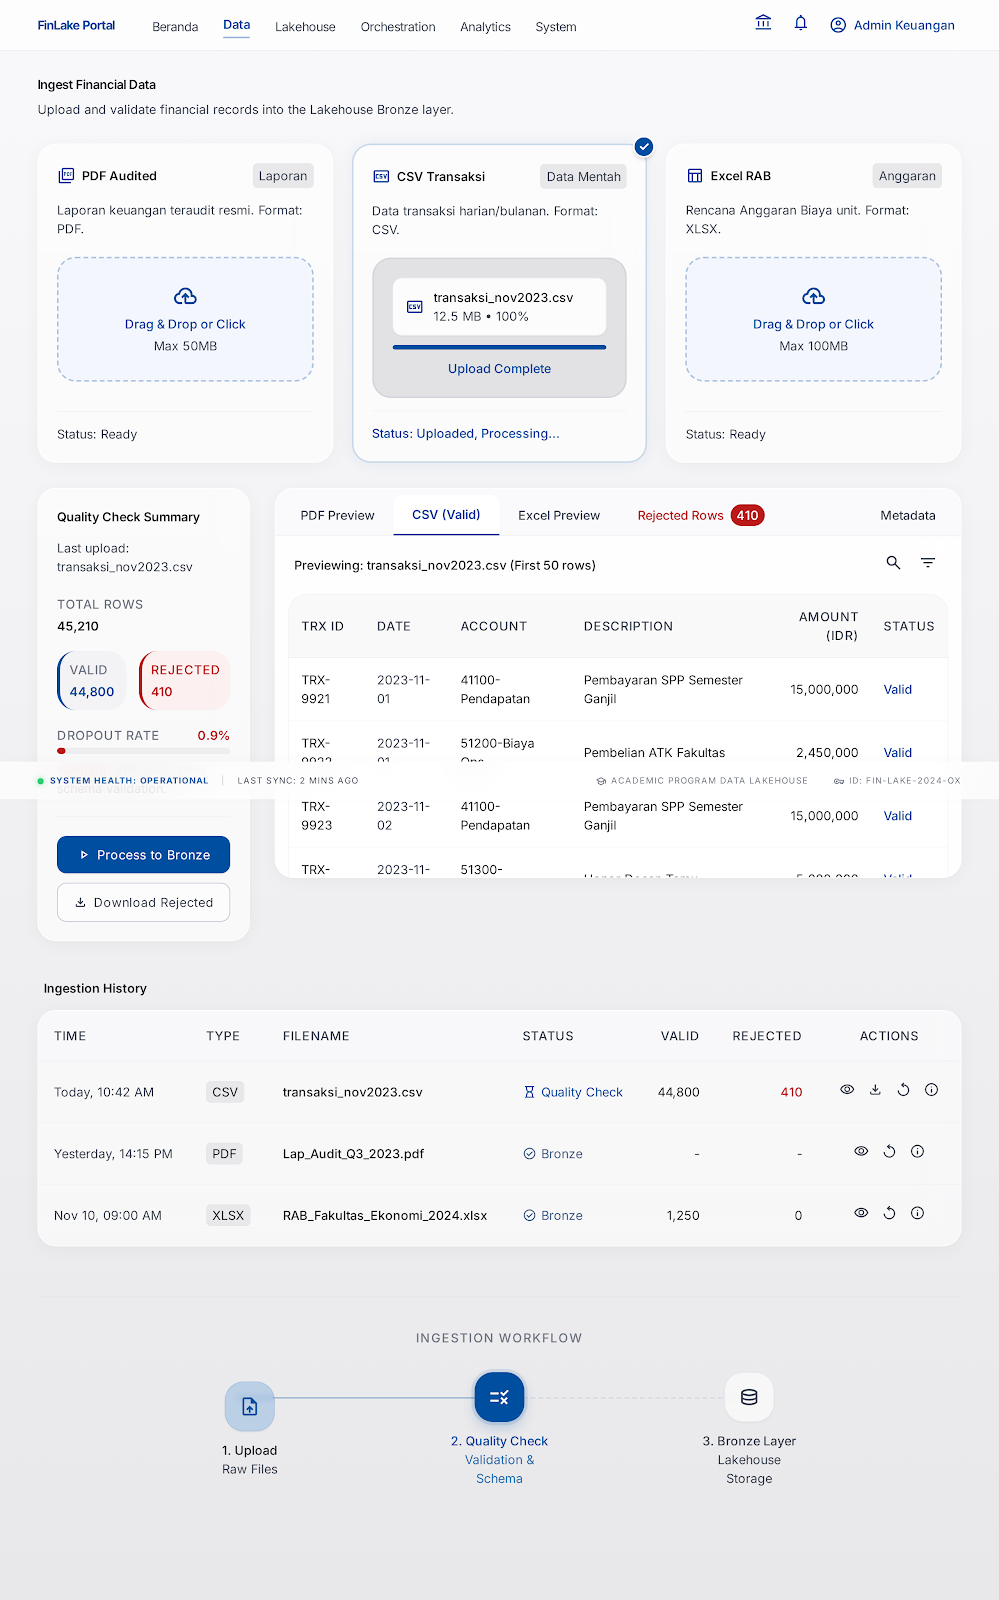 FinLake Portal
Beranda
Data
Lakehouse
Orchestration
Analytics
System
Admin Keuangan
Ingest Financial Data
Upload and validate financial records into the Lakehouse Bronze layer.
PDF Audited
Laporan
Laporan keuangan teraudit resmi. Format:
PDF.
Drag & Drop or Click
Max 50MB
Status: Ready
CSV Transaksi
Data Mentah
Data transaksi harian/bulanan. Format:
CSV.
CSV
transaksi_nov2023.csv
12.5 MB • 100%
Upload Complete
Status: Uploaded, Processing...
Excel RAB
Anggaran
Rencana Anggaran Biaya unit. Format:
XLSX.
Drag & Drop or Click
Max 100MB
Status: Ready
Quality Check Summary
Last upload:
transaksi_nov2023.csv
TOTAL ROWS
45,210
VALID
44,800
REJECTED
410
DROPOUT RATE 0.9%
schema validation.
Process to Bronze
Download Rejected
PDF Preview
CSV (Valid)
Excel Preview
Rejected Rows 410
Metadata
Previewing: transaksi_nov2023.csv (First 50 rows)
TRX ID DATE ACCOUNT DESCRIPTION AMOUNT (IDR) STATUS
TRX-9921 2023-11-01 41100-Pendapatan Pembayaran SPP Semester Ganjil 15,000,000 Valid
TRX- 2023-11- 51200-Biaya Pembelian ATK Fakultas 2,450,000 Valid
SYSTEM HEALTH: OPERATIONAL
LAST SYNC: 2 MINS AGO
ACADEMIC PROGRAM DATA LAKEHOUSE
ID: FIN-LAKE-2024-OX
TRX-9923 2023-11-02 41100-Pendapatan Pembayaran SPP Semester Ganjil 15,000,000 Valid
TRX- 2023-11- 51300-
Ingestion History
TIME TYPE FILENAME STATUS VALID REJECTED ACTIONS
Today, 10:42 AM CSV transaksi_nov2023.csv Quality Check 44,800 410
Yesterday, 14:15 PM PDF Lap_Audit_Q3_2023.pdf Bronze - -
Nov 10, 09:00 AM XLSX RAB_Fakultas_Ekonomi_2024.xlsx Bronze 1,250 0
INGESTION WORKFLOW
1. Upload
Raw Files
2. Quality Check
Validation &
Schema
3. Bronze Layer
Lakehouse
Storage